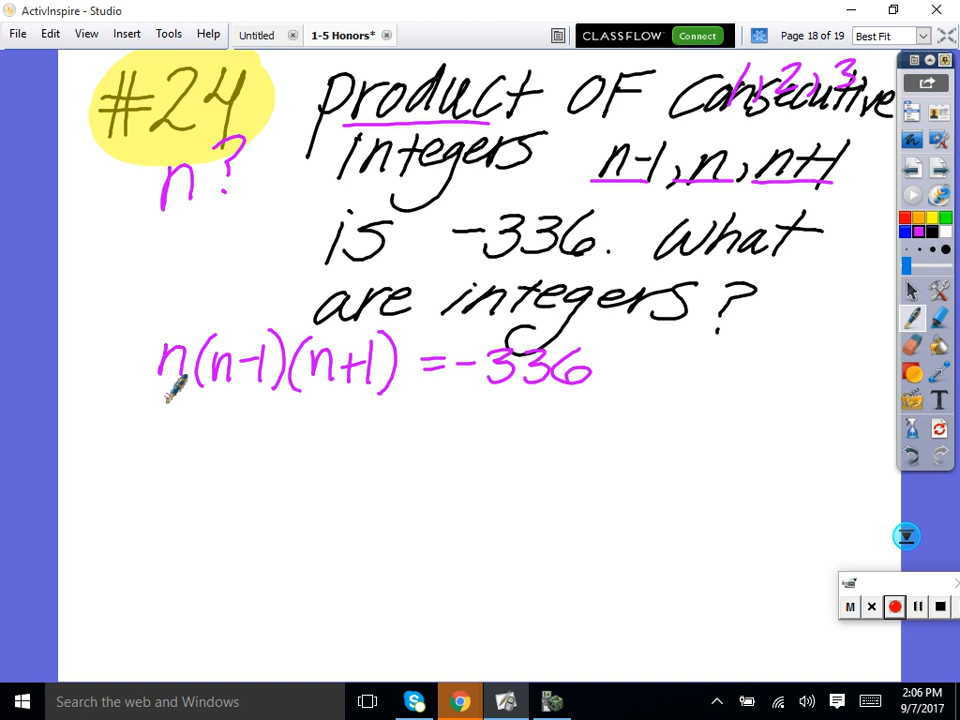 ActivInspire - Studio
File Edit View Insert Tools Help Untitled 1-5 Honors* CLASSFLOW Connect Page 18 of 19 Best Fit
#24 product OF Consecutive
1, 2, 3
n?
integers n-1, n, n+1
is -336. What
are integers?
n(n-1)(n+1) = -336
T
M
Search the web and Windows
2:06 PM
9/7/2017